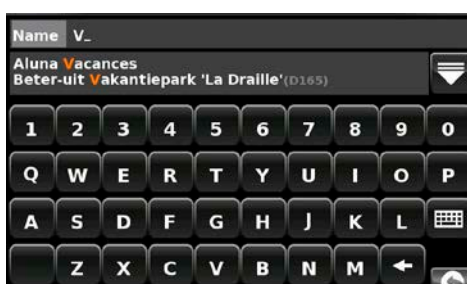 Name V_
Aluna Vacances
Beter-uit Vakantiepark 'La Draille'(D165)
1 2 3 4 5 6 7 8 9 0
Q W E R T Y U I O P
A S D F G H J K L
Z X C V B N M